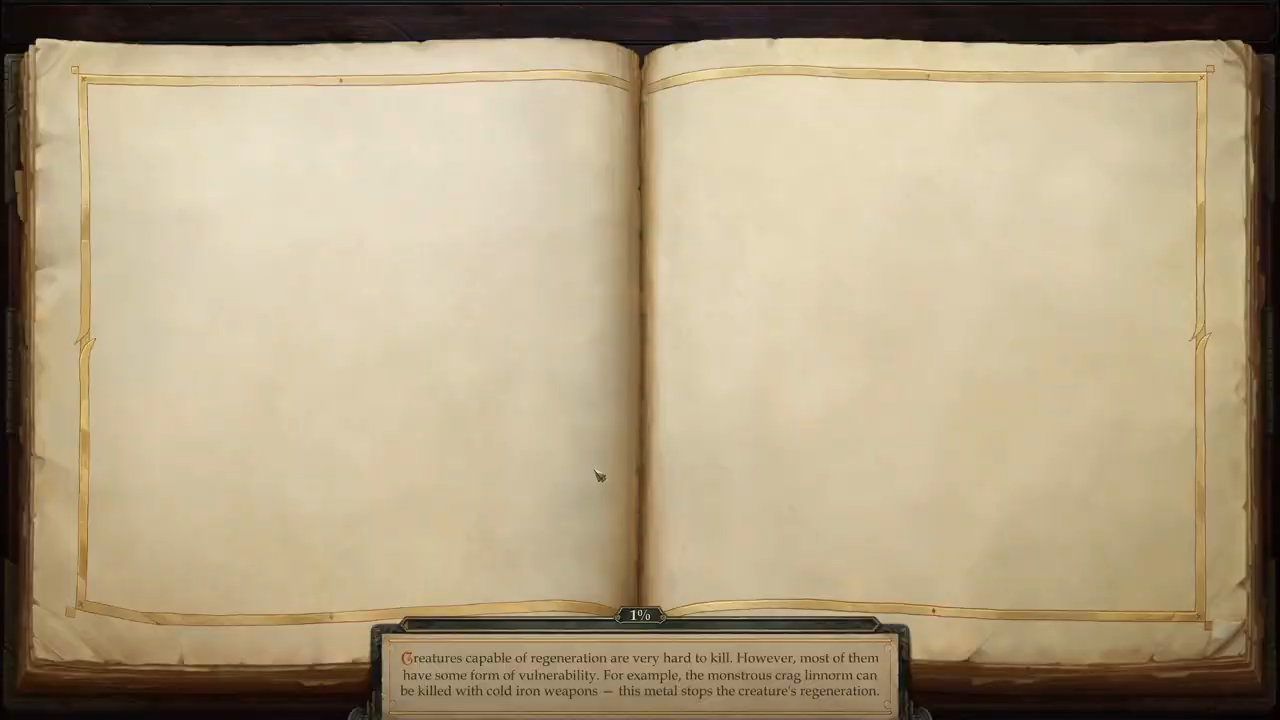 1%
Creatures capable of regeneration are very hard to kill. However, most of them
have some form of vulnerability. For example, the monstrous crag linnorm can
be killed with cold iron weapons — this metal stops the creature's regeneration.